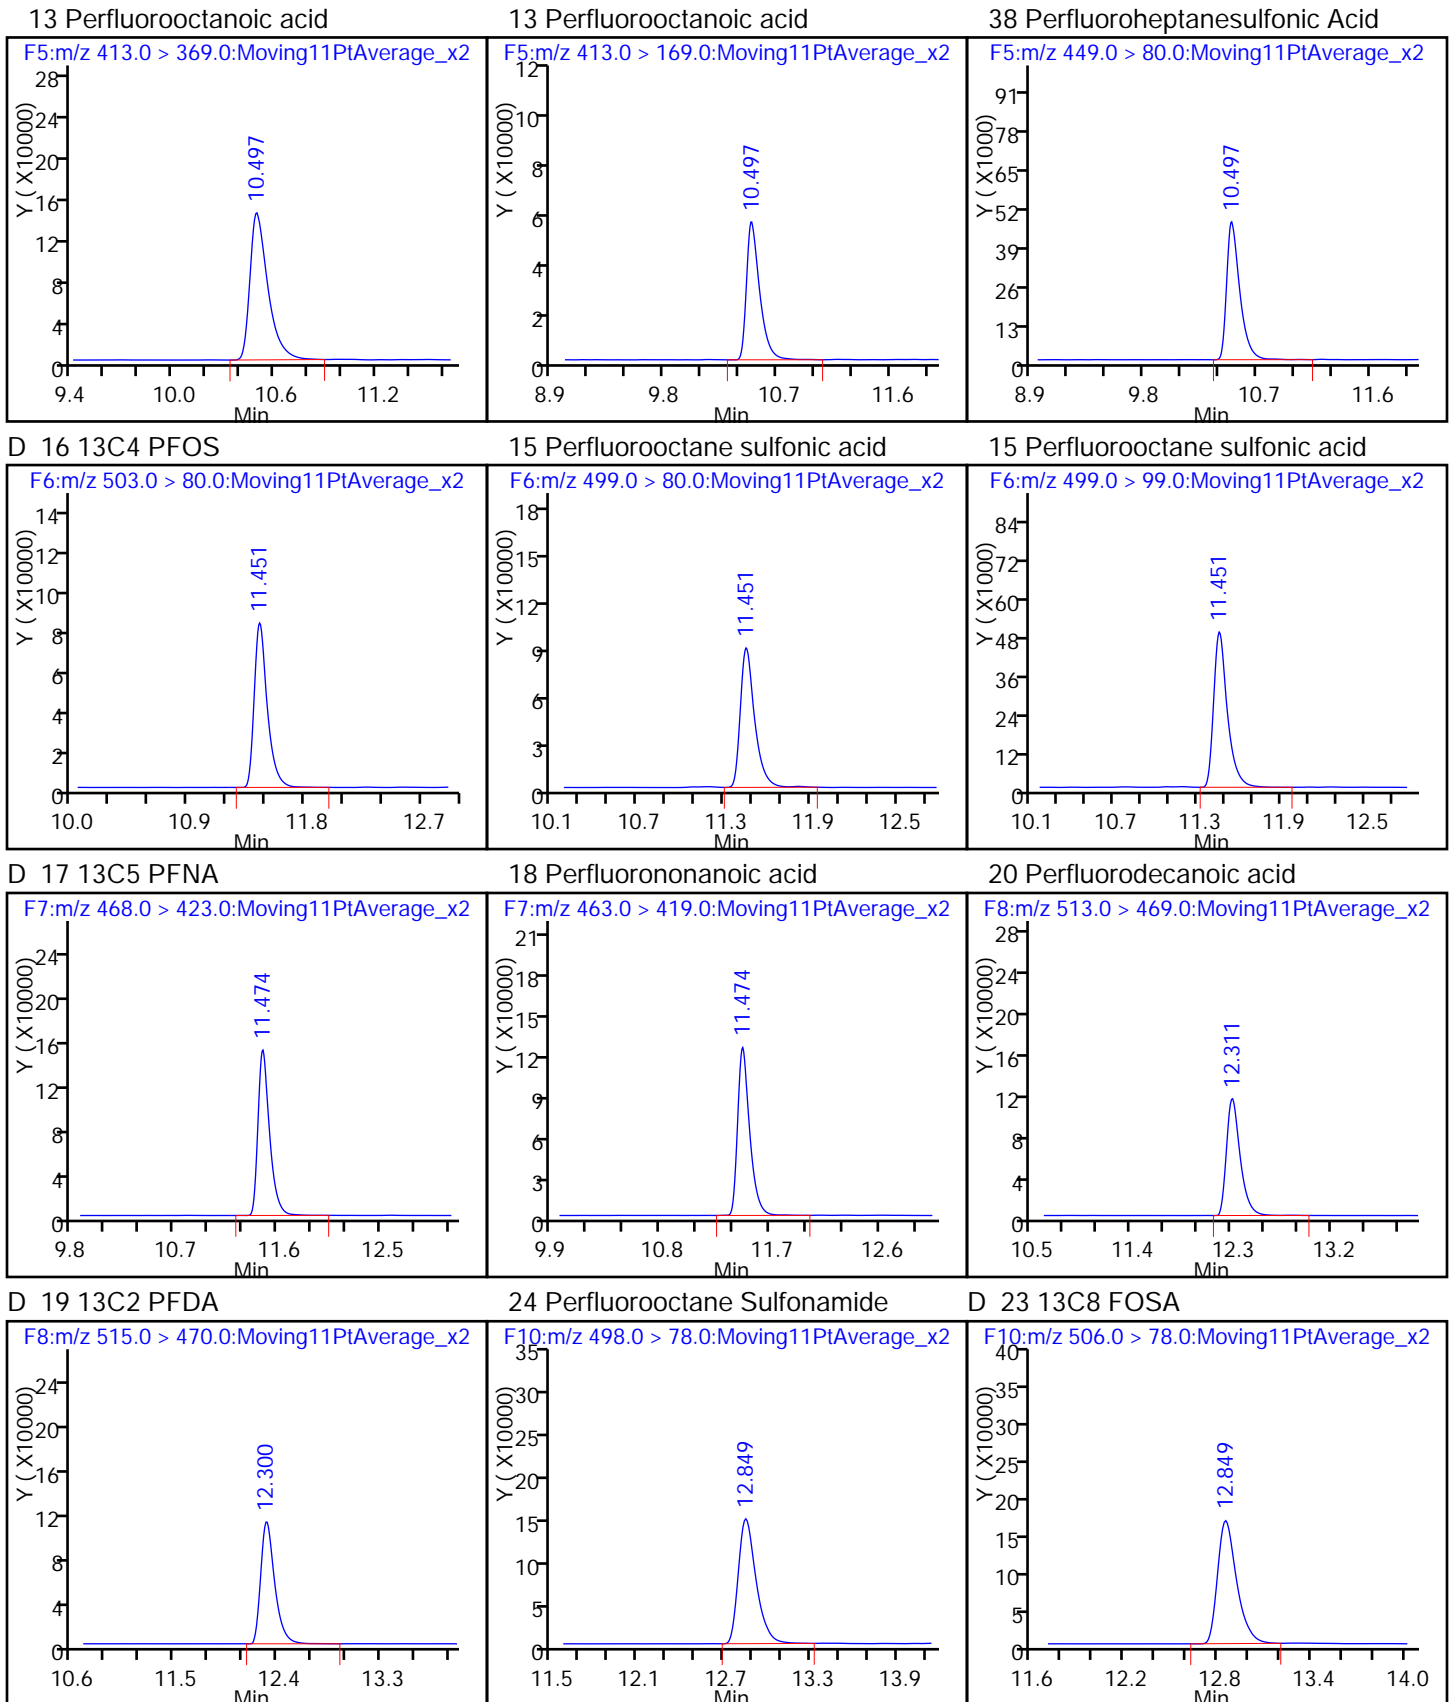 13 Perfluorooctanoic acid
F5:m/z 413.0 > 369.0:Moving11PtAverage_x2
Y ( X10000)
28
24
20
16
12
8
4
0
10.497
9.4 10.0 10.6 11.2
Min
13 Perfluorooctanoic acid
F5:m/z 413.0 > 169.0:Moving11PtAverage_x2
Y ( X10000)
12
10
8
6
4
2
0
10.497
8.9 9.8 10.7 11.6
Min
38 Perfluoroheptanesulfonic Acid
F5:m/z 449.0 > 80.0:Moving11PtAverage_x2
Y ( X1000)
91
78
65
52
39
26
13
0
10.497
8.9 9.8 10.7 11.6
Min
D 16 13C4 PFOS
F6:m/z 503.0 > 80.0:Moving11PtAverage_x2
Y ( X10000)
14
12
10
8
6
4
2
0
11.451
10.0 10.9 11.8 12.7
Min
15 Perfluorooctane sulfonic acid
F6:m/z 499.0 > 80.0:Moving11PtAverage_x2
Y ( X10000)
18
15
12
9
6
3
0
11.451
10.1 10.7 11.3 11.9 12.5
Min
15 Perfluorooctane sulfonic acid
F6:m/z 499.0 > 99.0:Moving11PtAverage_x2
Y ( X1000)
84
72
60
48
36
24
12
0
11.451
10.1 10.7 11.3 11.9 12.5
Min
D 17 13C5 PFNA
F7:m/z 468.0 > 423.0:Moving11PtAverage_x2
Y ( X10000)
24
20
16
12
8
4
0
11.474
9.8 10.7 11.6 12.5
Min
18 Perfluorononanoic acid
F7:m/z 463.0 > 419.0:Moving11PtAverage_x2
Y ( X10000)
21
18
15
12
9
6
3
0
11.474
9.9 10.8 11.7 12.6
Min
20 Perfluorodecanoic acid
F8:m/z 513.0 > 469.0:Moving11PtAverage_x2
Y ( X10000)
28
24
20
16
12
8
4
0
12.311
10.5 11.4 12.3 13.2
Min
D 19 13C2 PFDA
F8:m/z 515.0 > 470.0:Moving11PtAverage_x2
Y ( X10000)
24
20
16
12
8
4
0
12.300
10.6 11.5 12.4 13.3
Min
24 Perfluorooctane Sulfonamide
F10:m/z 498.0 > 78.0:Moving11PtAverage_x2
Y ( X10000)
35
30
25
20
15
10
5
0
12.849
11.5 12.1 12.7 13.3 13.9
Min
D 23 13C8 FOSA
F10:m/z 506.0 > 78.0:Moving11PtAverage_x2
Y ( X10000)
40
35
30
25
20
15
10
5
0
12.849
11.6 12.2 12.8 13.4 14.0
Min